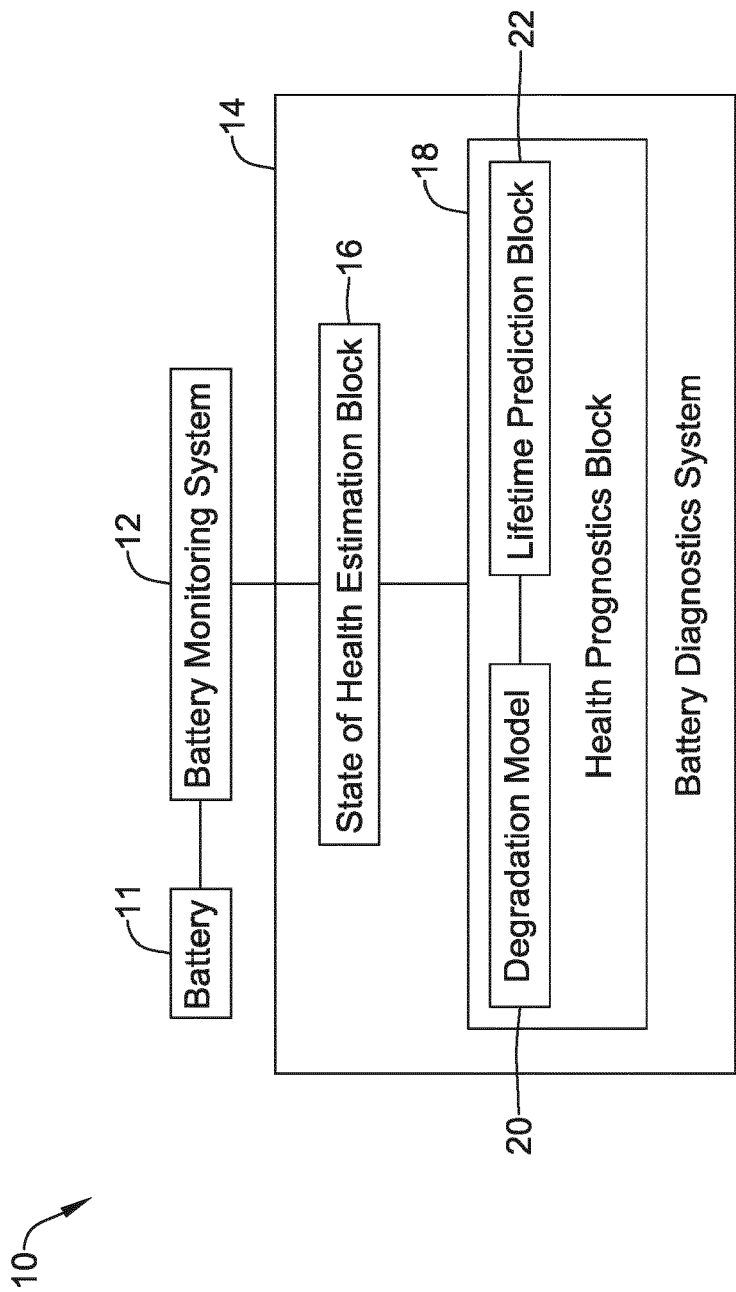 10
11
Battery
12
Battery Monitoring System
14
State of Health Estimation Block
16
18
20
Degradation Model
Lifetime Prediction Block
22
Health Prognostics Block
Battery Diagnostics System